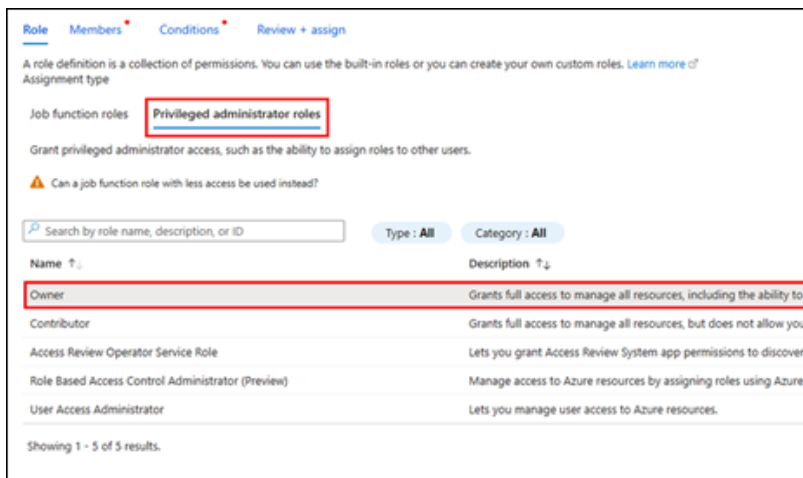 Role Members Conditions Review + assign
A role definition is a collection of permissions. You can use the built-in roles or you can create your own custom roles. Learn more
Assignment type
Job function roles Privileged administrator roles
Grant privileged administrator access, such as the ability to assign roles to other users.
Can a job function role with less access be used instead?
Search by role name, description, or ID Type : All Category : All
Name ↑↓ Description ↑↓
Owner Grants full access to manage all resources, including the ability to
Contributor Grants full access to manage all resources, but does not allow you
Access Review Operator Service Role Lets you grant Access Review System app permissions to discover
Role Based Access Control Administrator (Preview) Manage access to Azure resources by assigning roles using Azure
User Access Administrator Lets you manage user access to Azure resources.
Showing 1 - 5 of 5 results.